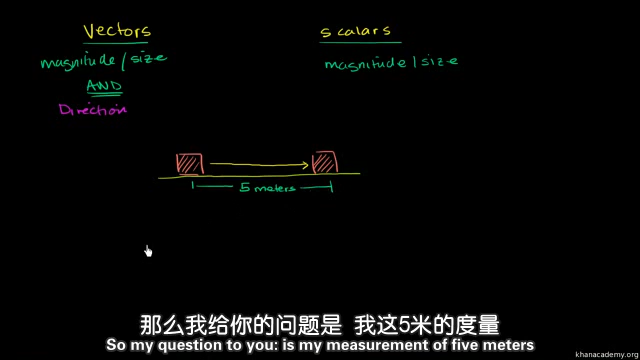 Vectors
magnitude / size
AND
Direction
scalars
magnitude / size
5 meters
那么我给你的问题是 我这5米的度量
So my question to you: is my measurement of five meters
khanacademy.org